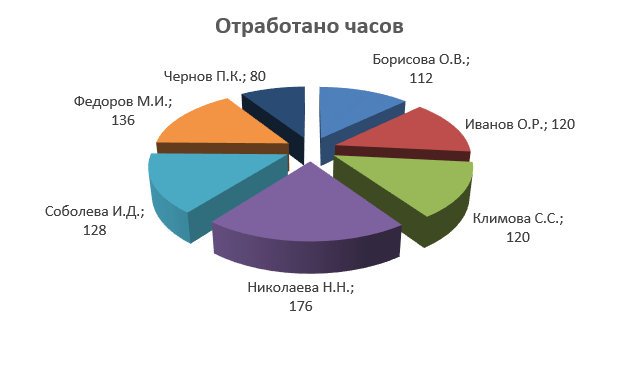 Отработано часов
Борисова О.В.;
112
Иванов О.Р.; 120
Климова С.С.;
120
Николаева Н.Н.;
176
Соболева И.Д.;
128
Федоров М.И.;
136
Чернов П.К.; 80